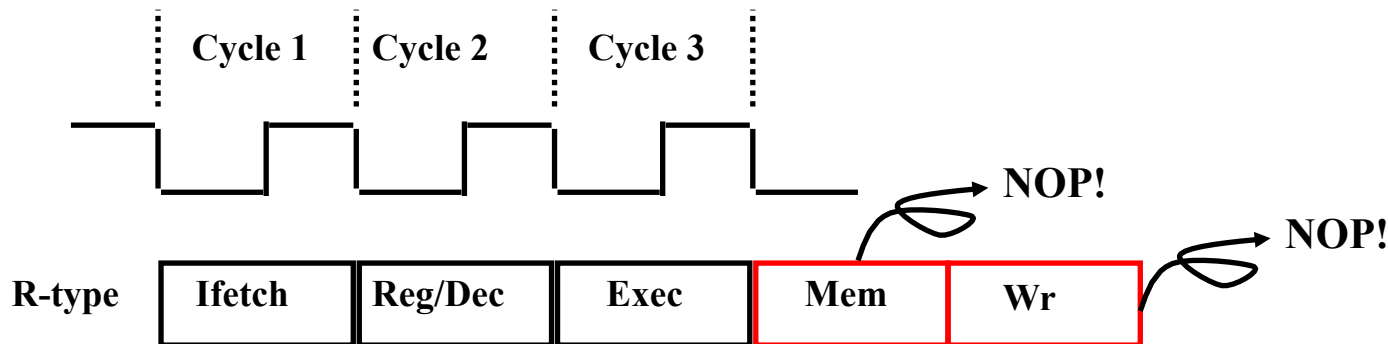 Cycle 1 Cycle 2 Cycle 3
NOP!
NOP!
R-type Ifetch Reg/Dec Exec Mem Wr